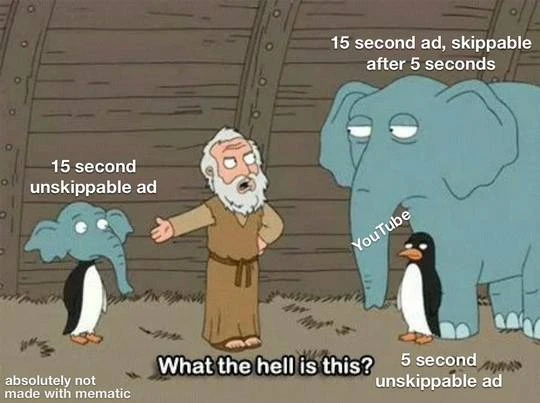 15 second ad, skippable
after 5 seconds
15 second
unskippable ad
YouTube
What the hell is this?
5 second
unskippable ad
absolutely not
made with mematic